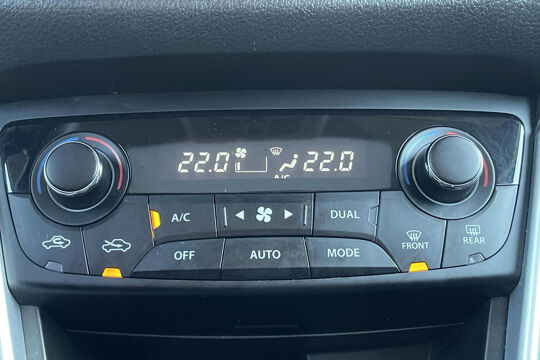 22.0 22.0
A/C
A/C DUAL
OFF AUTO MODE FRONT REAR